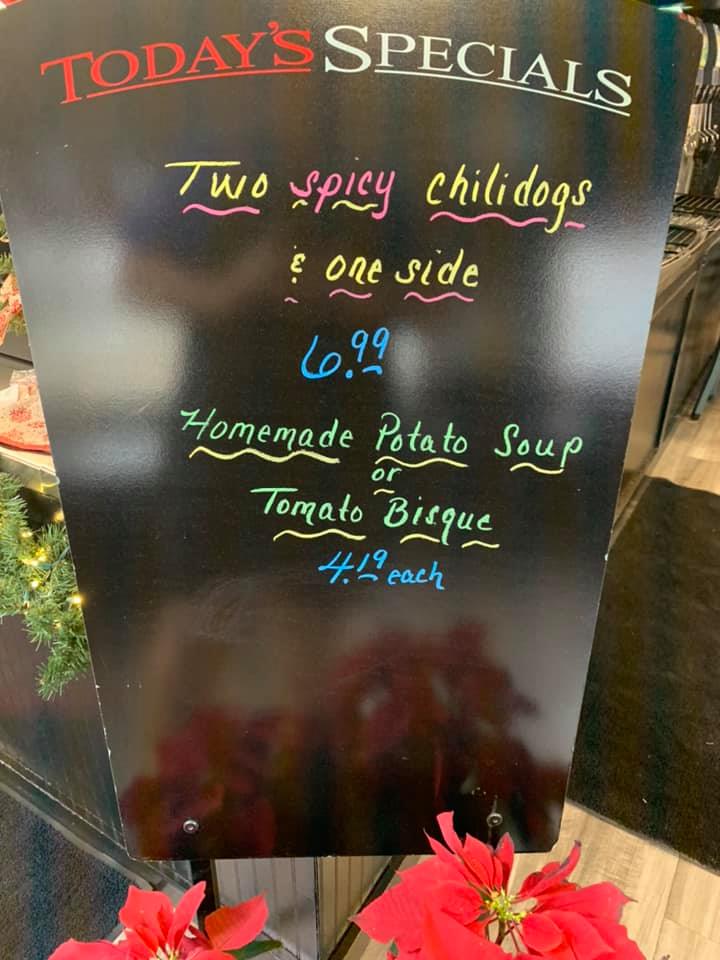 TODAY'S SPECIALS
Two spicy chilidogs
& one side
6.99
Homemade Potato Soup
or
Tomato Bisque
4.19 each